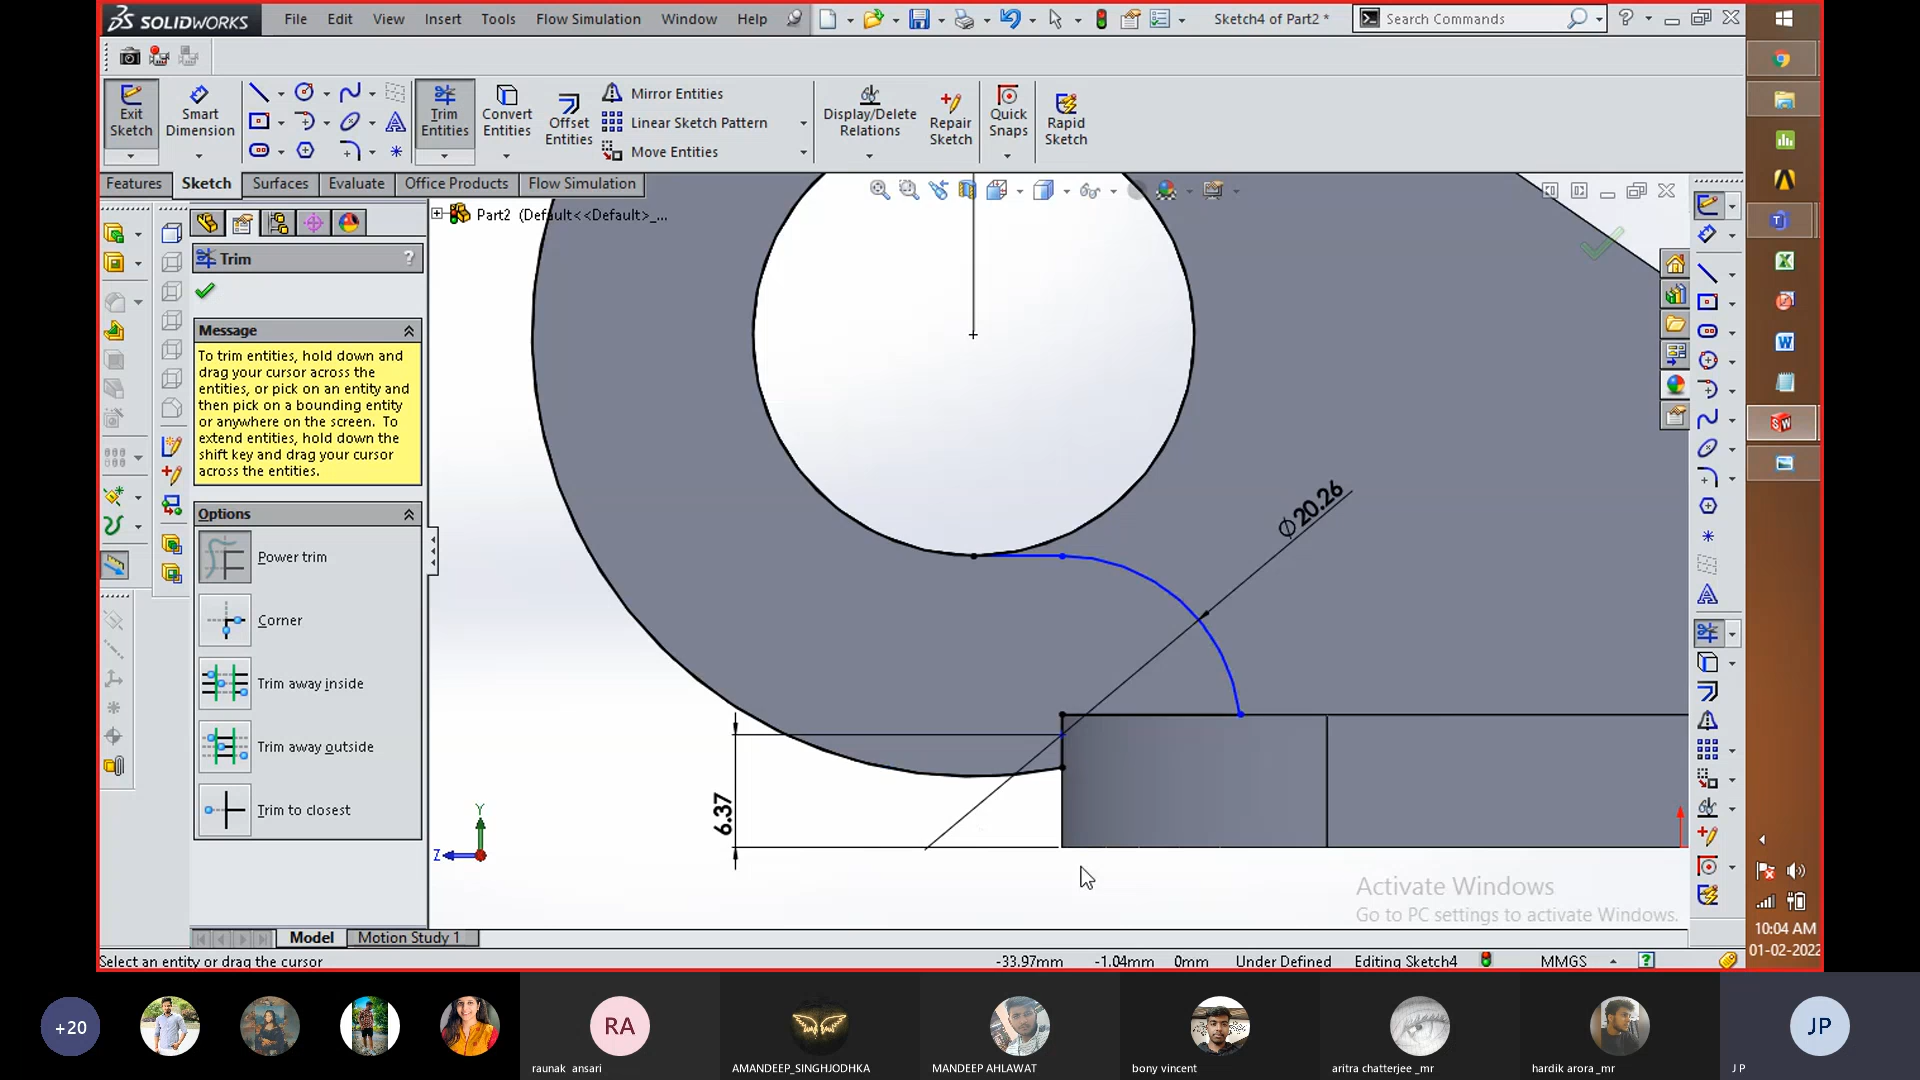 SOLIDWORKS
File Edit View Insert Tools Flow Simulation Window Help
Sketch4 of Part2 *
Search Commands
Exit Sketch
Smart Dimension
Trim Entities
Convert Entities
Offset Entities
Mirror Entities
Linear Sketch Pattern
Move Entities
Display/Delete Relations
Repair Sketch
Quick Snaps
Rapid Sketch
Features Sketch Surfaces Evaluate Office Products Flow Simulation
Part2 (Default<<Default>_...
Trim ?
Message
To trim entities, hold down and
drag your cursor across the
entities, or pick on an entity and
then pick on a bounding entity
or anywhere on the screen. To
extend entities, hold down the
shift key and drag your cursor
across the entities.
Options
Power trim
Corner
Trim away inside
Trim away outside
Trim to closest
Φ20.26
6.37
Y
Z
Activate Windows
Go to PC settings to activate Windows.
Model Motion Study 1
Select an entity or drag the cursor
-33.97mm -1.04mm 0mm Under Defined Editing Sketch4 MMGS
10:04 AM
01-02-2022
+20
RA
JP
raunak ansari
AMANDEEP_SINGHJODHKA
MANDEEP AHLAWAT
bony vincent
aritra chatterjee _mr
hardik arora _mr
J P